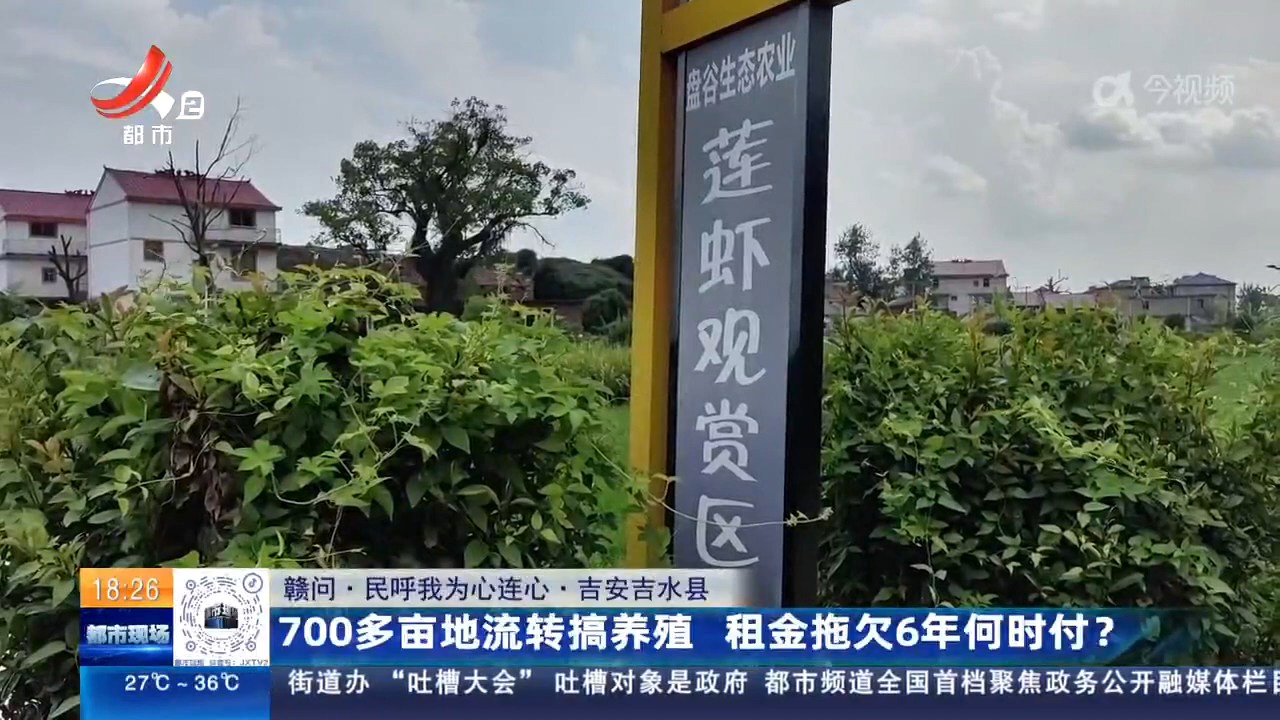 2
都市
今视频
盘谷生态农业
莲虾观赏区
18:26
赣问·民呼我为心连心·吉安吉水县
都市现场
700多亩地流转搞养殖 租金拖欠6年何时付？
27℃~36℃
街道办 “吐槽大会” 吐槽对象是政府 都市频道全国首档聚焦政务公开融媒体栏目